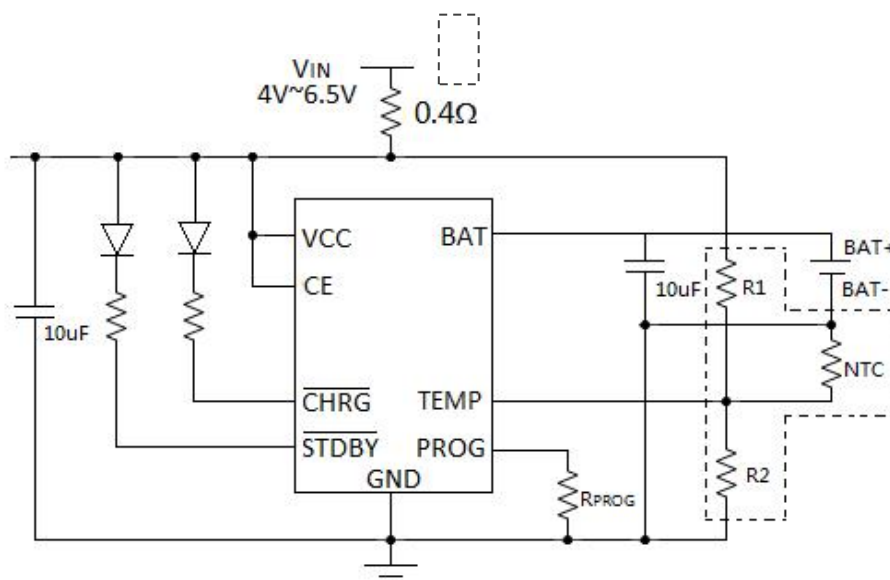 VIN
4V~6.5V
0.4Ω
VCC
BAT
CE
10uF
CHRG
TEMP
STDBY
PROG
GND
RPROG
10uF
R1
BAT+
BAT-
NTC
R2